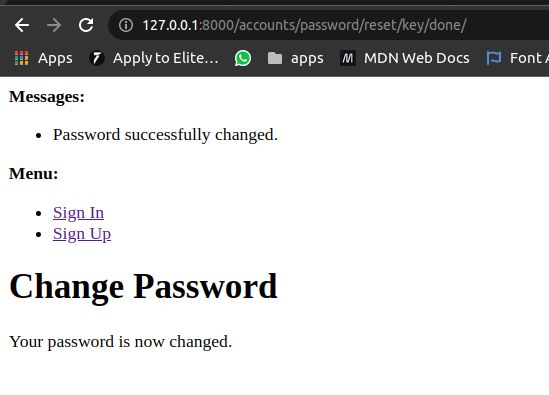 127.0.0.1:8000/accounts/password/reset/key/done/
Apps Apply to Elite… apps MDN Web Docs Font A
Messages:
Password successfully changed.
Menu:
Sign In
Sign Up
Change Password
Your password is now changed.